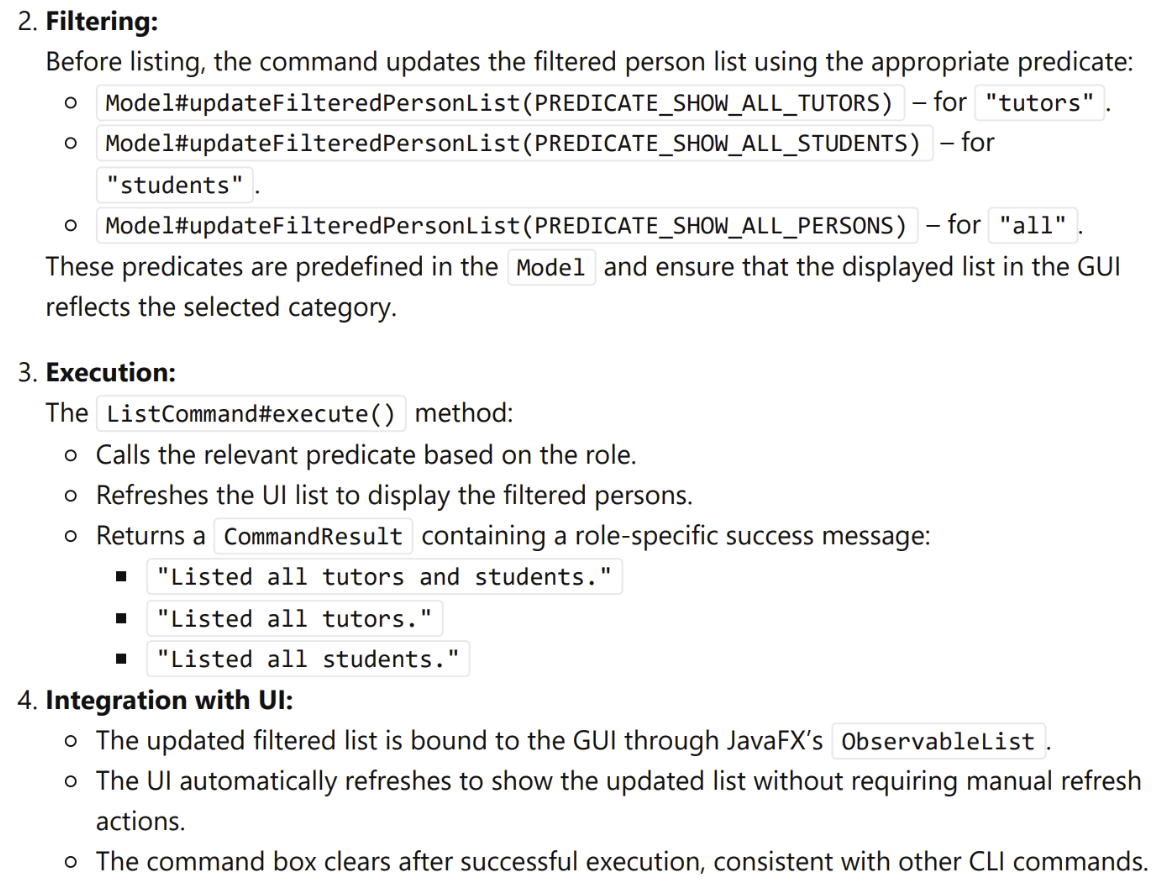 2. Filtering:
Before listing, the command updates the filtered person list using the appropriate predicate:
○ Model#updateFilteredPersonList(PREDICATE_SHOW_ALL_TUTORS) – for "tutors".
○ Model#updateFilteredPersonList(PREDICATE_SHOW_ALL_STUDENTS) – for
"students".
○ Model#updateFilteredPersonList(PREDICATE_SHOW_ALL_PERSONS) – for "all".
These predicates are predefined in the Model and ensure that the displayed list in the GUI
reflects the selected category.
3. Execution:
The ListCommand#execute() method:
○ Calls the relevant predicate based on the role.
○ Refreshes the UI list to display the filtered persons.
○ Returns a CommandResult containing a role-specific success message:
■ "Listed all tutors and students."
■ "Listed all tutors."
■ "Listed all students."
4. Integration with UI:
○ The updated filtered list is bound to the GUI through JavaFX’s ObservableList.
○ The UI automatically refreshes to show the updated list without requiring manual refresh
actions.
○ The command box clears after successful execution, consistent with other CLI commands.